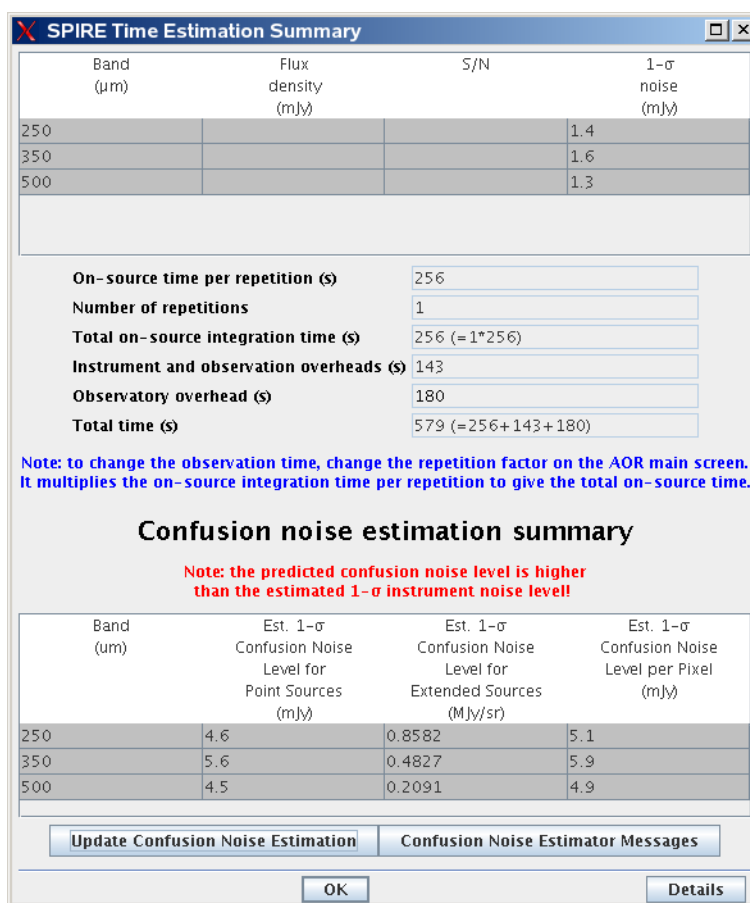 SPIRE Time Estimation Summary
Band Flux S/N 1-σ
(μm) density noise
(mJy) (mJy)
250 1.4
350 1.6
500 1.3
On-source time per repetition (s) 256
Number of repetitions 1
Total on-source integration time (s) 256 (=1*256)
Instrument and observation overheads (s) 143
Observatory overhead (s) 180
Total time (s) 579 (=256+143+180)
Note: to change the observation time, change the repetition factor on the AOR main screen.
It multiplies the on-source integration time per repetition to give the total on-source time.
Confusion noise estimation summary
Note: the predicted confusion noise level is higher
than the estimated 1-σ instrument noise level!
Band Est. 1-σ Est. 1-σ Est. 1-σ
(um) Confusion Noise Confusion Noise Confusion Noise
Level for Level for Level per Pixel
Point Sources Extended Sources (mJy)
(mJy) (MJy/sr)
250 4.6 0.8582 5.1
350 5.6 0.4827 5.9
500 4.5 0.2091 4.9
Update Confusion Noise Estimation Confusion Noise Estimator Messages
OK Details